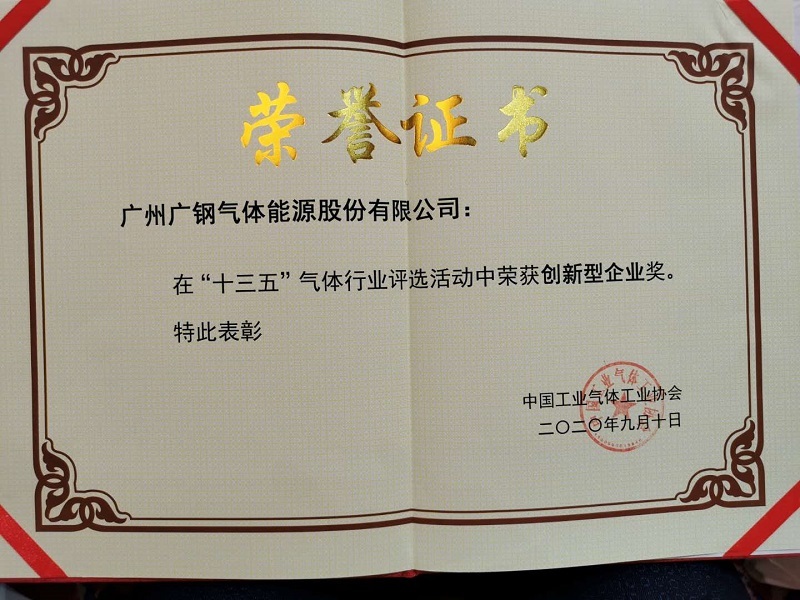 荣誉证书
广州广钢气体能源股份有限公司：
在“十三五”气体行业评选活动中荣获创新型企业奖。
特此表彰
中国工业气体工业协会
二〇二〇年九月十日